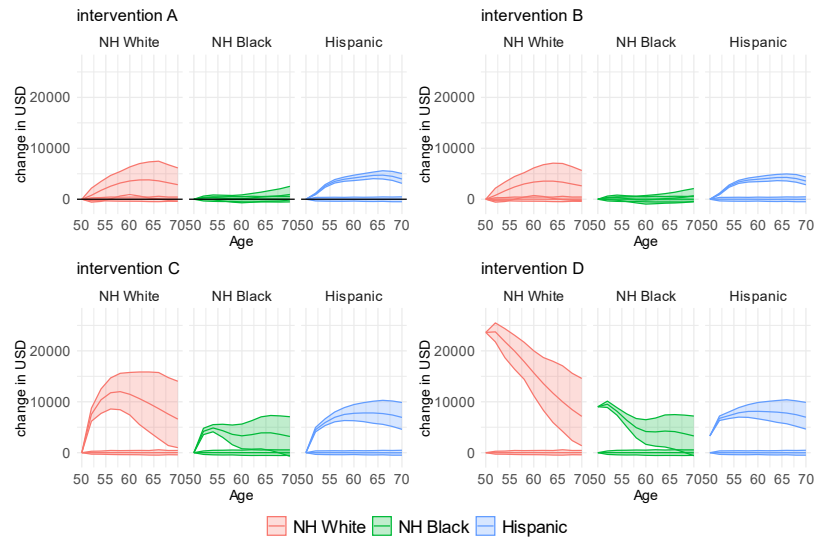 intervention A
NH White NH Black Hispanic
change in USD
20000
10000
0
50 55 60 65 70 50 55 60 65 70 50 55 60 65 70
Age
intervention B
NH White NH Black Hispanic
change in USD
20000
10000
0
50 55 60 65 70 50 55 60 65 70 50 55 60 65 70
Age
intervention C
NH White NH Black Hispanic
change in USD
20000
10000
0
50 55 60 65 70 50 55 60 65 70 50 55 60 65 70
Age
intervention D
NH White NH Black Hispanic
change in USD
20000
10000
0
50 55 60 65 70 50 55 60 65 70 50 55 60 65 70
Age
NH White NH Black Hispanic